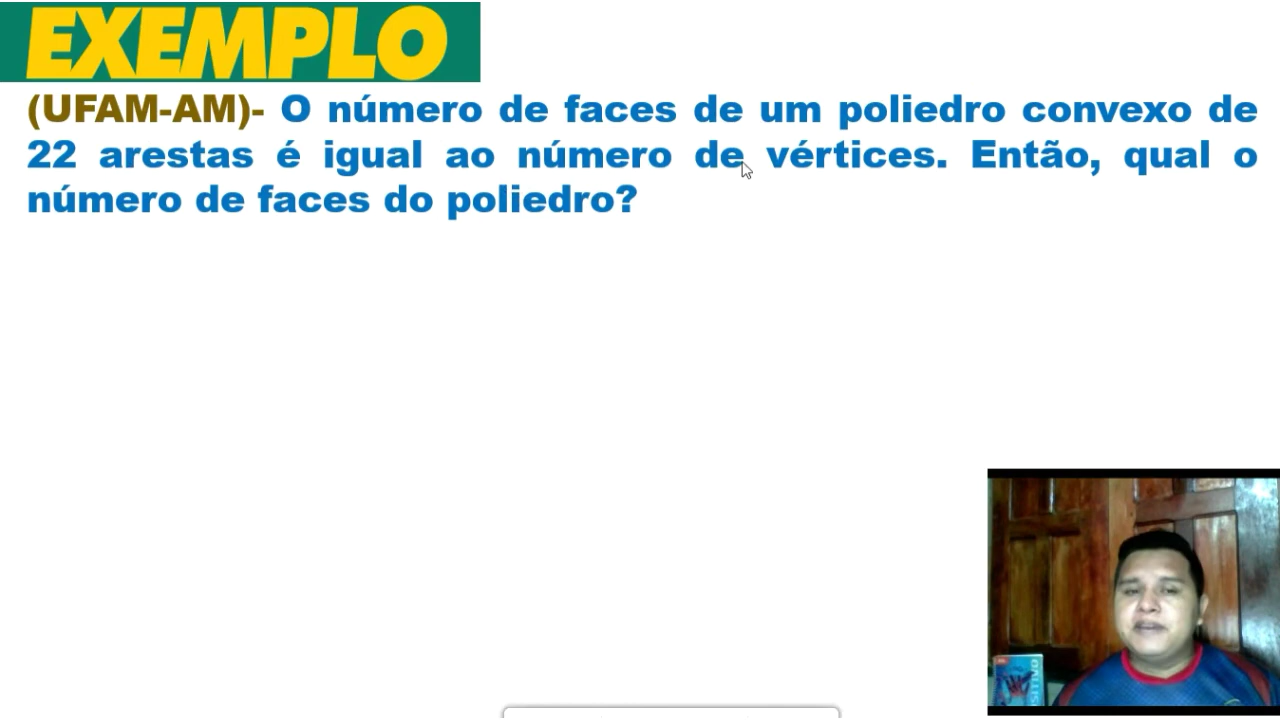 EXEMPLO
(UFAM-AM)- O número de faces de um poliedro convexo de
22 arestas é igual ao número de vértices. Então, qual o
número de faces do poliedro?